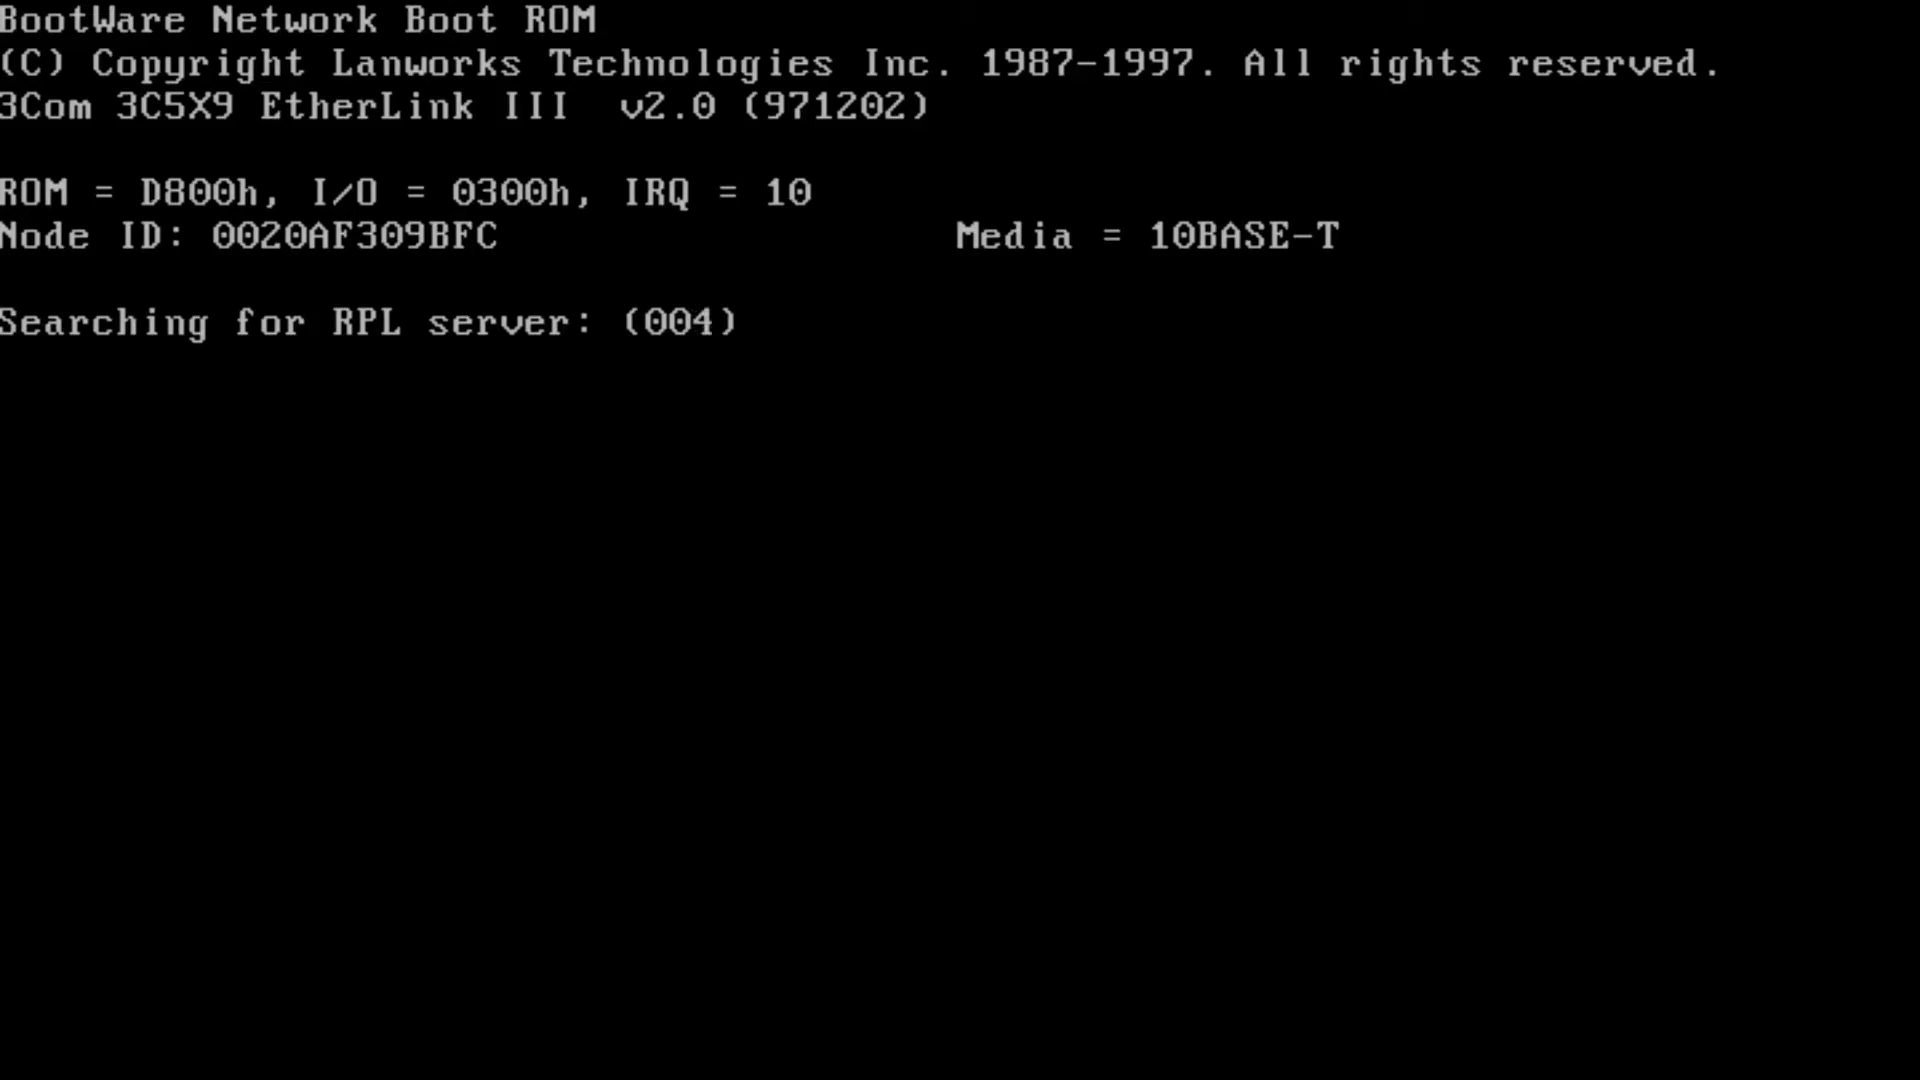 BootWare Network Boot ROM
(C) Copyright Lanworks Technologies Inc. 1987-1997. All rights reserved.
3Com 3C5X9 EtherLink III  v2.0 (971202)
ROM = D800h, I/O = 0300h, IRQ = 10
Node ID: 0020AF309BFC                                      Media = 10BASE-T
Searching for RPL server: (004)